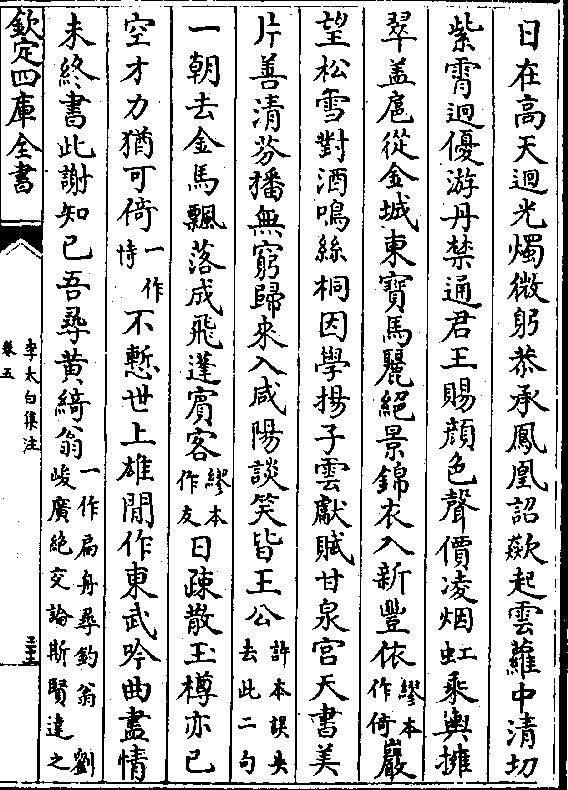 日在高天迴光燭微躬恭承鳳凰詔歘起雲蘿中清切
紫霄迥優游丹禁通君王賜顏色聲價凌烟虹乘輿擁
翠盖扈從金城東寶馬麗絕景錦衣入新豐依繆本作倚巖
望松雪對酒鳴絲桐因學揚子雲獻賦甘泉宮天書美
片善清芬播無窮歸來入咸陽談笑皆王公許本誤失去此二句
一朝去金馬飄落成飛蓬賓客繆本作友日疎散玉樽亦已
空才力猶可倚一作恃不慙世上雄閒作東武吟曲盡情
未終書此謝知已吾尋黃綺翁一作扁舟尋釣翁 劉峻廣絕交論斯賢達之
欽定四庫全書
李太白集注
卷五